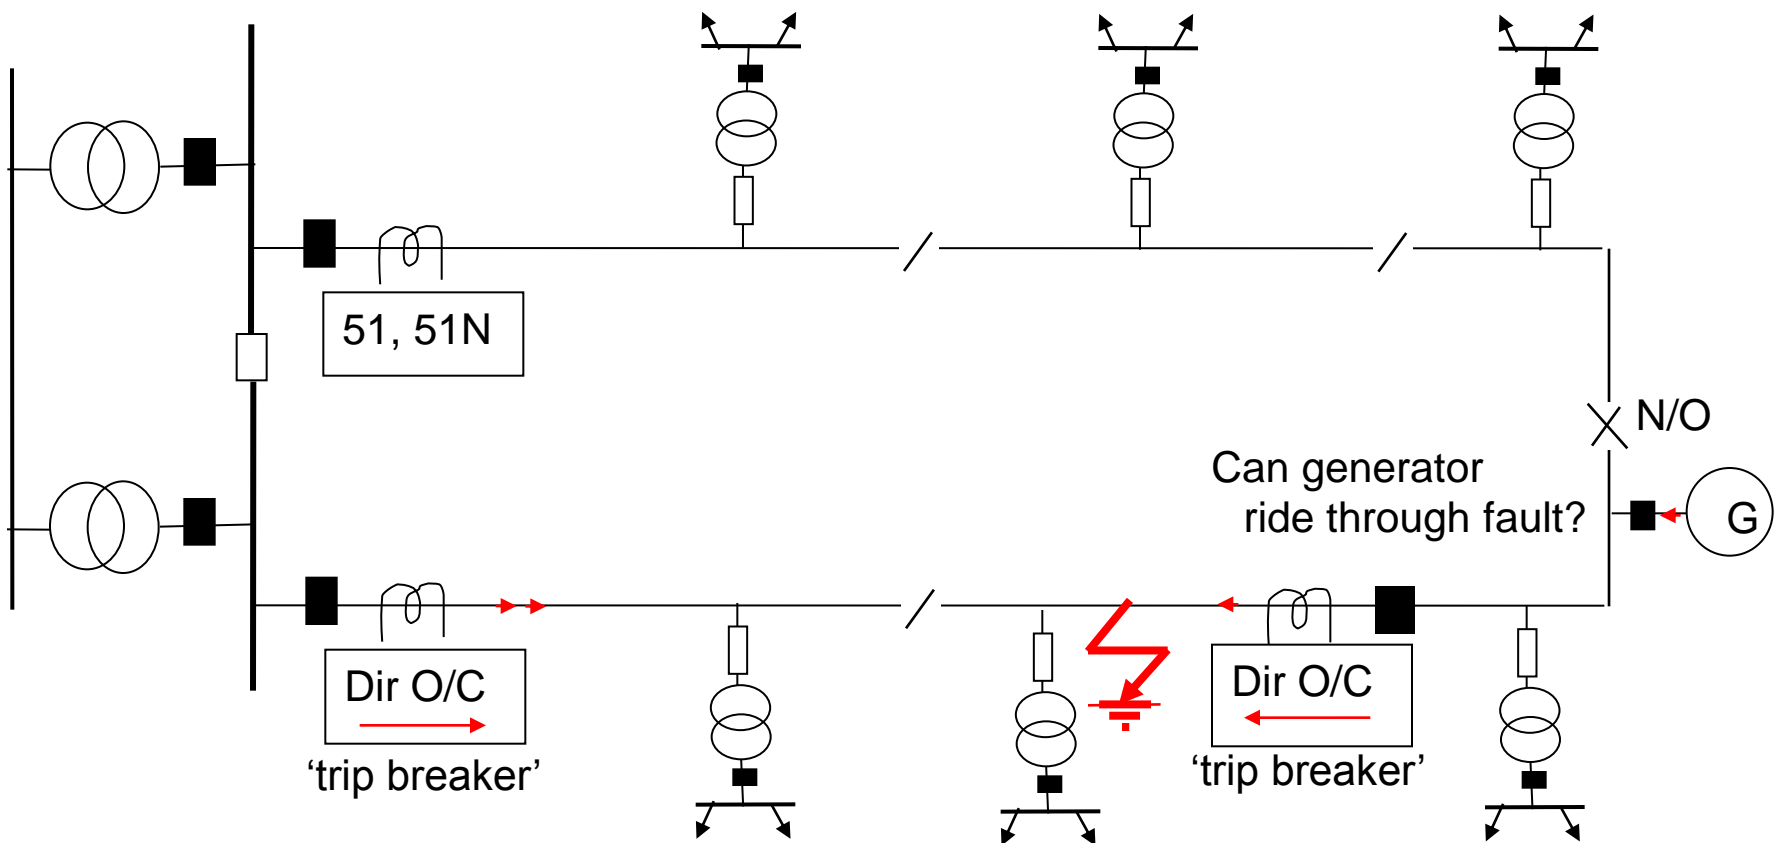 51, 51N
N/O
Can generator
ride through fault?
G
Dir O/C
Dir O/C
‘trip breaker’
‘trip breaker’